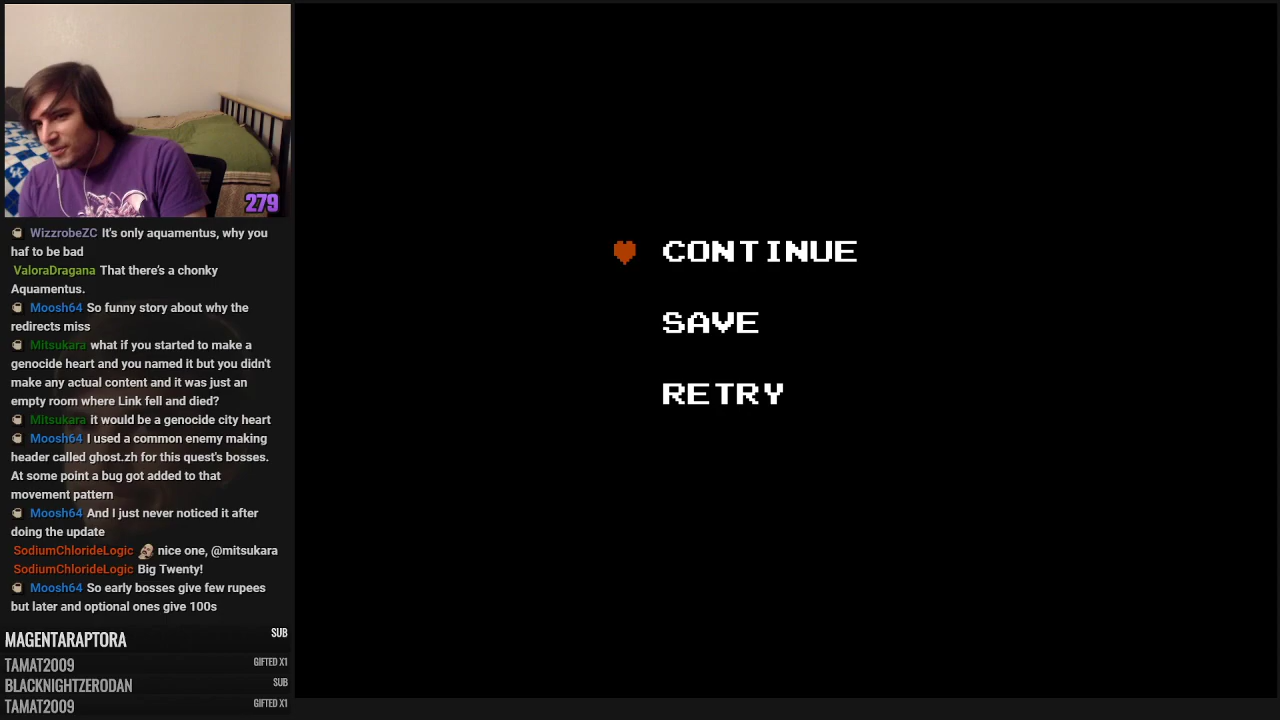 279
WizzrobeZC It's only aquamentus, why you
haf to be bad
ValoraDragana That there's a chonky
Aquamentus.
Moosh64 So funny story about why the
redirects miss
Mitsukara what if you started to make a
genocide heart and you named it but you didn't
make any actual content and it was just an
empty room where Link fell and died?
Mitsukara it would be a genocide city heart
Moosh64 I used a common enemy making
header called ghost.zh for this quest's bosses.
At some point a bug got added to that
movement pattern
Moosh64 And I just never noticed it after
doing the update
SodiumChlorideLogic nice one, @mitsukara
SodiumChlorideLogic Big Twenty!
Moosh64 So early bosses give few rupees
but later and optional ones give 100s
MAGENTARAPTORA SUB
TAMAT2009 GIFTED X1
BLACKNIGHTZERODAN SUB
TAMAT2009 GIFTED X1
CONTINUE
SAVE
RETRY